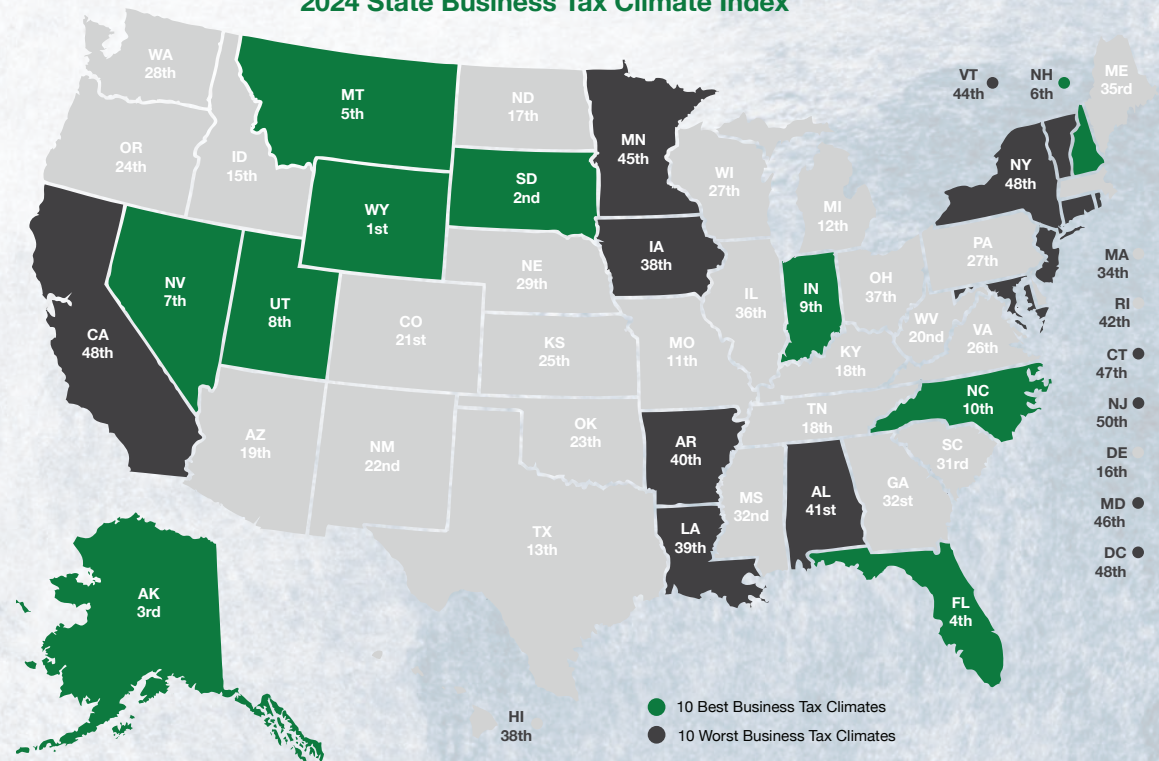 2024 State Business Tax Climate Index
WA
28th
MT
5th
ND
17th
MN
45th
VT
44th
NH
6th
ME
35rd
OR
24th
ID
15th
SD
2nd
WI
27th
NY
48th
WY
1st
MI
12th
IA
38th
PA
27th
MA
34th
NV
7th
UT
8th
NE
29th
IL
36th
IN
9th
OH
37th
RI
42th
CA
48th
CO
21st
KS
25th
MO
11th
WV
20nd
VA
26th
KY
18th
CT
47th
NC
10th
NJ
50th
AZ
19th
NM
22nd
OK
23th
TN
18th
AR
40th
SC
31rd
DE
16th
MS
32nd
AL
41st
GA
32st
MD
46th
TX
13th
LA
39th
DC
48th
AK
3rd
FL
4th
HI
38th
10 Best Business Tax Climates
10 Worst Business Tax Climates